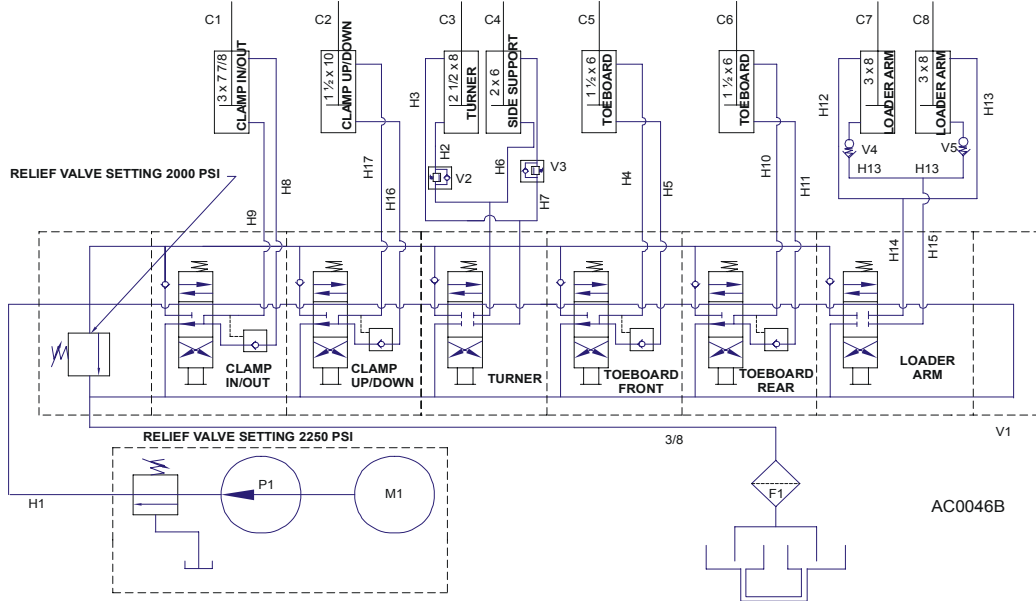 C1
C2
C3
C4
C5
C6
C7
C8
3 x 7 7/8
CLAMP IN/OUT
1 ½ x 10
CLAMP UP/DOWN
2 1/2 x 8
TURNER
2 x 6
SIDE SUPPORT
1 ½ x 6
TOEBOARD
1 ½ x 6
TOEBOARD
3 x 8
LOADER ARM
3 x 8
LOADER ARM
H3
H12
H13
H2
H6
V4
V5
V2
V3
H13
H13
RELIEF VALVE SETTING 2000 PSI
H8
H17
H4
H10
H9
H16
H7
H5
H11
H14
H15
CLAMP
IN/OUT
CLAMP
UP/DOWN
TURNER
TOEBOARD
FRONT
TOEBOARD
REAR
LOADER
ARM
V1
RELIEF VALVE SETTING 2250 PSI
3/8
H1
P1
M1
F1
AC0046B